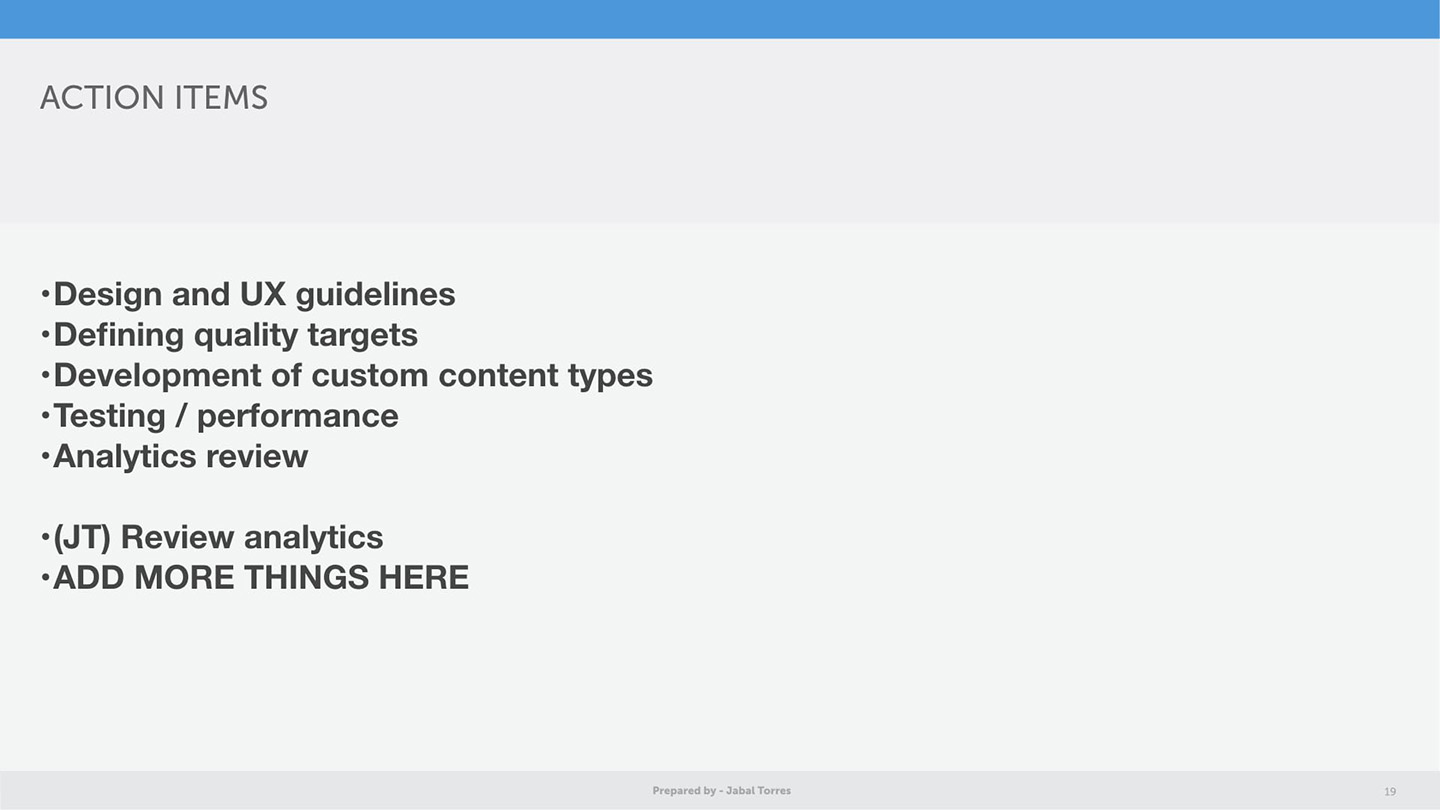 ACTION ITEMS
•Design and UX guidelines
•Defining quality targets
•Development of custom content types
•Testing / performance
•Analytics review
•(JT) Review analytics
•ADD MORE THINGS HERE
Prepared by - Jabal Torres
19